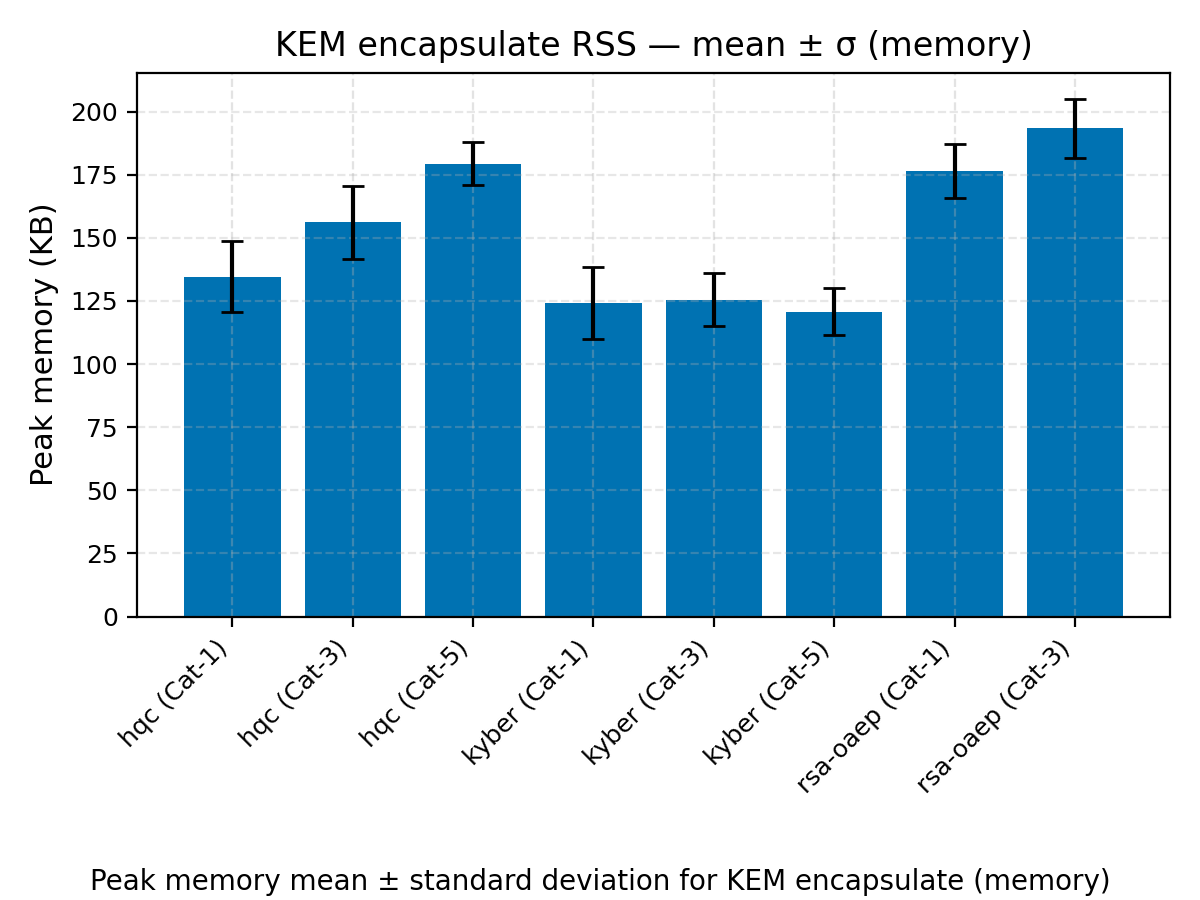 KEM encapsulate RSS — mean ± σ (memory)
Peak memory (KB)
200
175
150
125
100
75
50
25
0
hqc (Cat-1)
hqc (Cat-3)
hqc (Cat-5)
kyber (Cat-1)
kyber (Cat-3)
kyber (Cat-5)
rsa-oaep (Cat-1)
rsa-oaep (Cat-3)
Peak memory mean ± standard deviation for KEM encapsulate (memory)